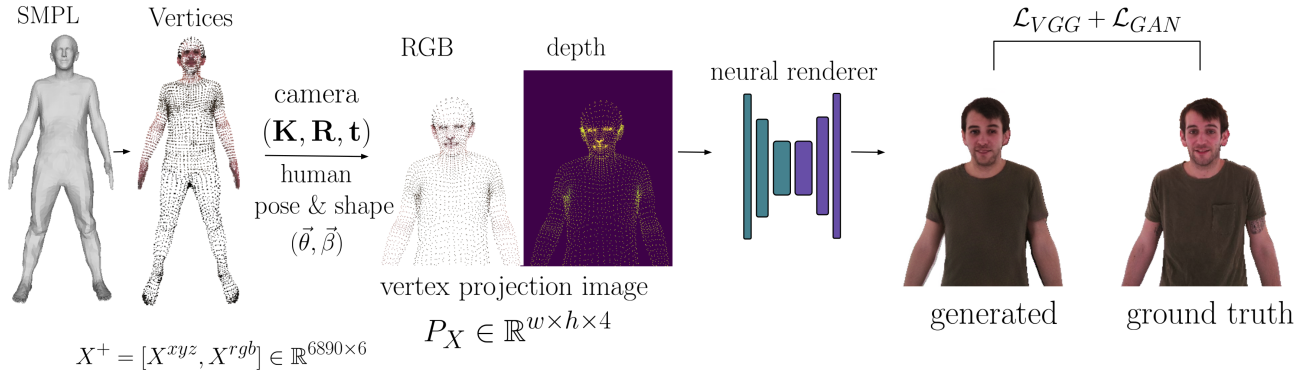 SMPL
Vertices
camera
(K, R, t)
human
pose & shape
(θ⃗, β⃗)
RGB
depth
vertex projection image
P_X ∈ ℝ^{w×h×4}
neural renderer
ℒ_{VGG} + ℒ_{GAN}
generated
ground truth
X⁺ = [X^{xyz}, X^{rgb}] ∈ ℝ^{6890×6}